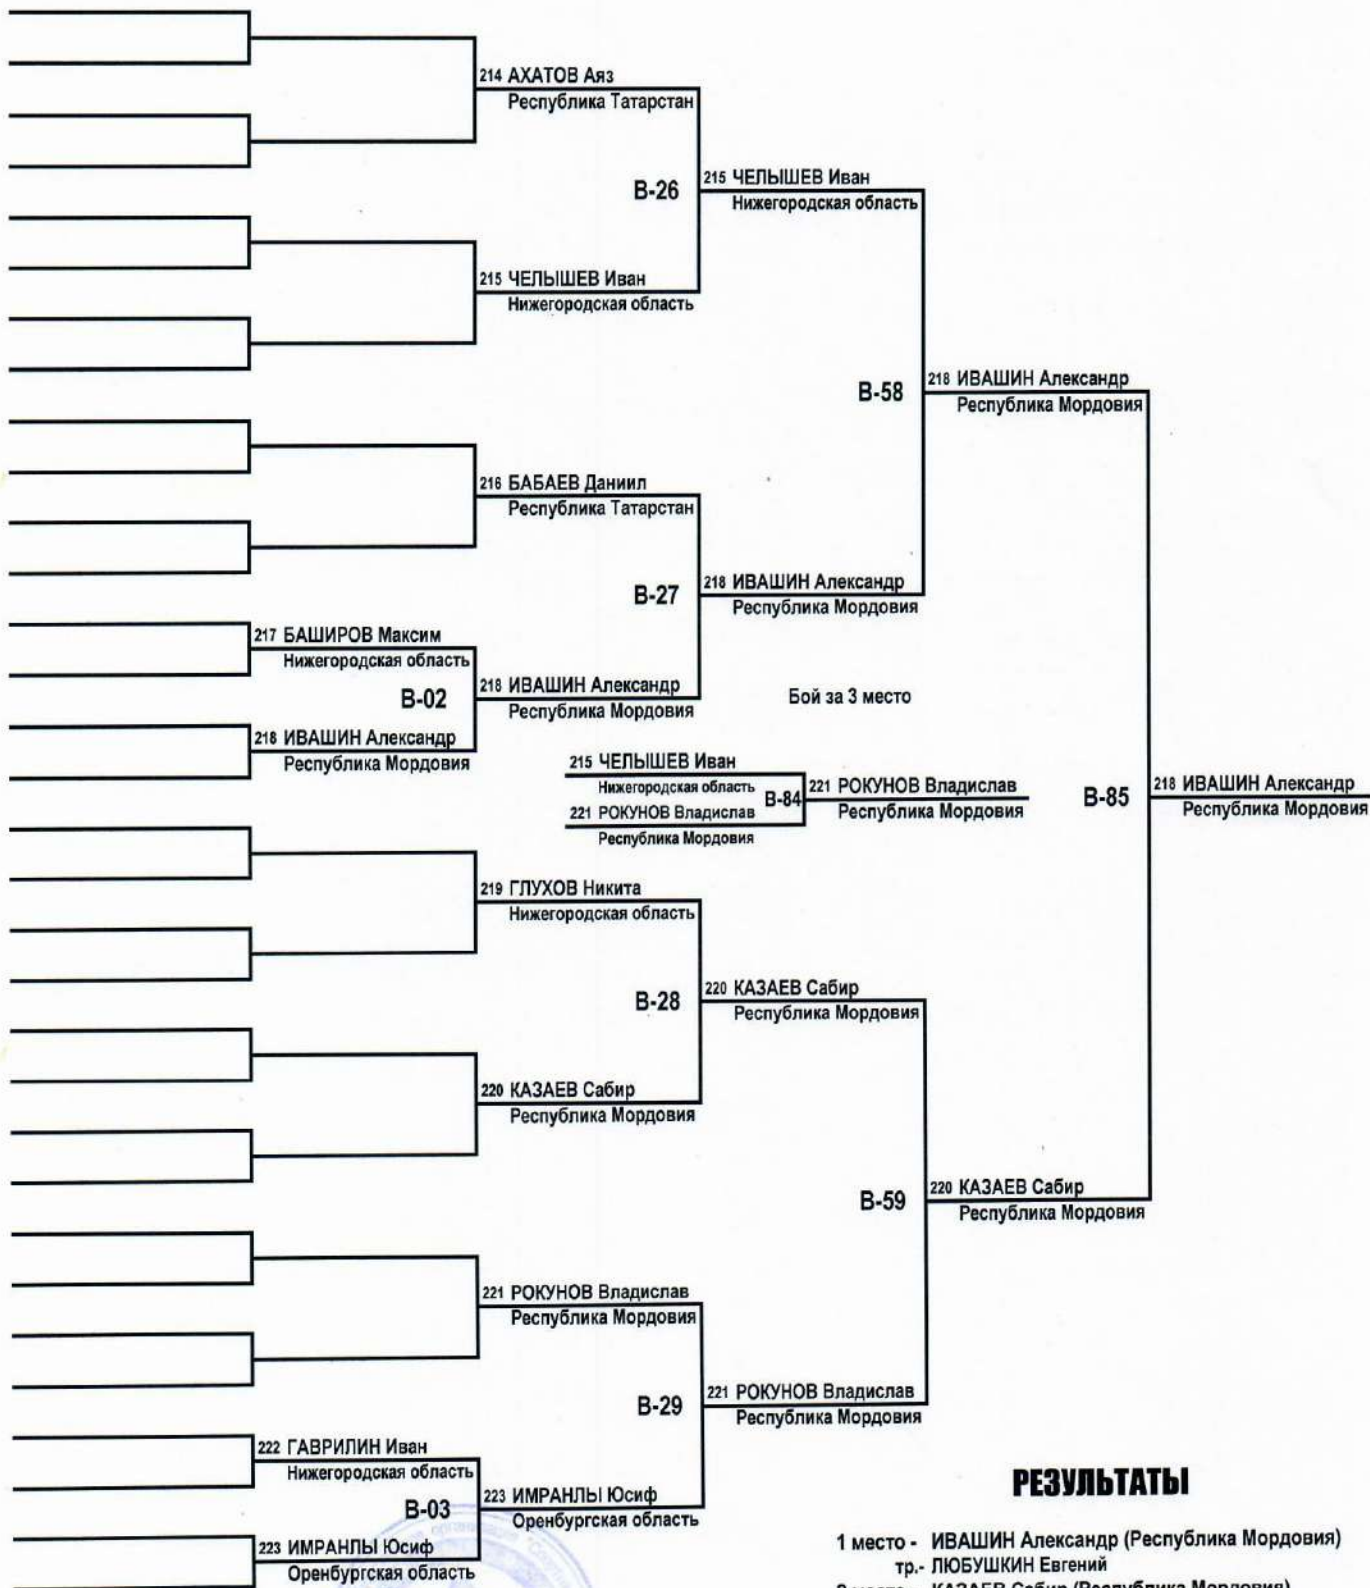 214 АХАТОВ Аяз
Республика Татарстан
В-26
215 ЧЕЛЫШЕВ Иван
Нижегородская область
215 ЧЕЛЫШЕВ Иван
Нижегородская область
В-58
218 ИВАШИН Александр
Республика Мордовия
216 БАБАЕВ Даниил
Республика Татарстан
В-27
218 ИВАШИН Александр
Республика Мордовия
217 БАШИРОВ Максим
Нижегородская область
В-02
218 ИВАШИН Александр
Республика Мордовия
218 ИВАШИН Александр
Республика Мордовия
Бой за 3 место
215 ЧЕЛЫШЕВ Иван
Нижегородская область
В-84
221 РОКУНОВ Владислав
Республика Мордовия
221 РОКУНОВ Владислав
Республика Мордовия
В-85
218 ИВАШИН Александр
Республика Мордовия
219 ГЛУХОВ Никита
Нижегородская область
В-28
220 КАЗАЕВ Сабир
Республика Мордовия
220 КАЗАЕВ Сабир
Республика Мордовия
В-59
220 КАЗАЕВ Сабир
Республика Мордовия
221 РОКУНОВ Владислав
Республика Мордовия
В-29
221 РОКУНОВ Владислав
Республика Мордовия
222 ГАВРИЛИН Иван
Нижегородская область
В-03
223 ИМРАНЛЫ Юсиф
Оренбургская область
223 ИМРАНЛЫ Юсиф
Оренбургская область
РЕЗУЛЬТАТЫ
1 место - ИВАШИН Александр (Республика Мордовия)
тр.- ЛЮБУШКИН Евгений
2 место - КАЗАЕВ Сабир (Республика Мордовия)